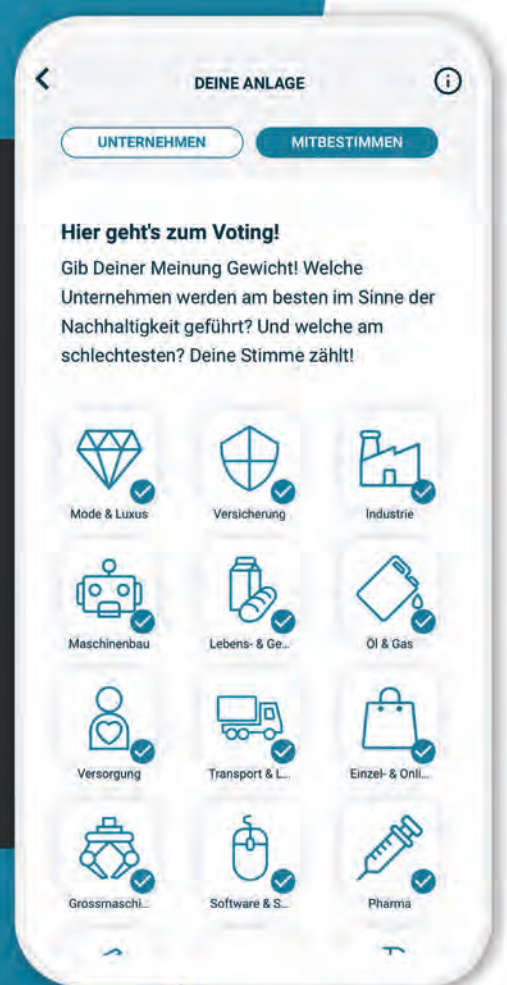 DEINE ANLAGE
UNTERNEHMEN MITBESTIMMEN
Hier geht's zum Voting!
Gib Deiner Meinung Gewicht! Welche
Unternehmen werden am besten im Sinne der
Nachhaltigkeit geführt? Und welche am
schlechtesten? Deine Stimme zählt!
Mode & Luxus Versicherung Industrie
Maschinenbau Lebens- & Ge... Öl & Gas
Versorgung Transport & L... Einzel- & Onli...
Grossmaschi... Software & S... Pharma